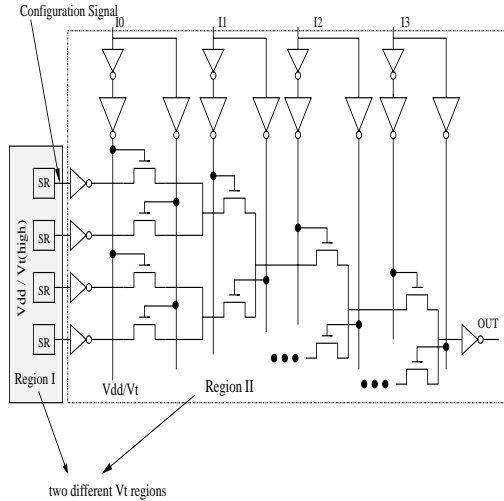 Configuration Signal
I0
I1
I2
I3
SR
SR
SR
SR
Vdd / Vt(high)
OUT
Region I
Vdd/Vt
Region II
two different Vt regions